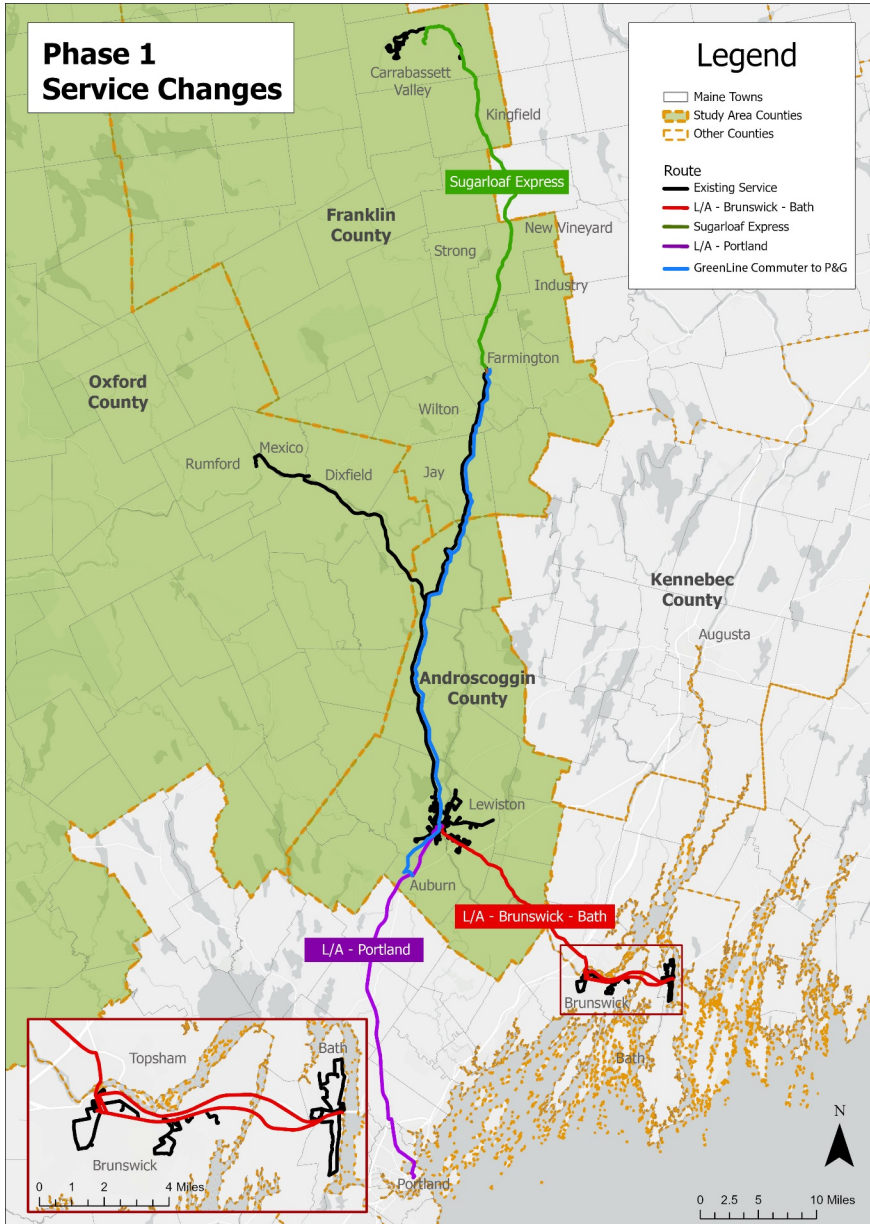 Phase 1
Service Changes
Legend
Maine Towns
Study Area Counties
Other Counties
Route
Existing Service
L/A - Brunswick - Bath
Sugarloaf Express
L/A - Portland
GreenLine Commuter to P&G
Carrabassett
Valley
Kingfield
Sugarloaf Express
Franklin
County
New Vineyard
Strong
Industry
Farmington
Oxford
County
Wilton
Mexico
Rumford
Dixfield
Jay
Kennebec
County
Augusta
Androscoggin
County
Lewiston
Auburn
L/A - Brunswick - Bath
L/A - Portland
Brunswick
Bath
Portland
Topsham
Bath
Brunswick
0 1 2 4 Miles
N
0 2.5 5 10 Miles